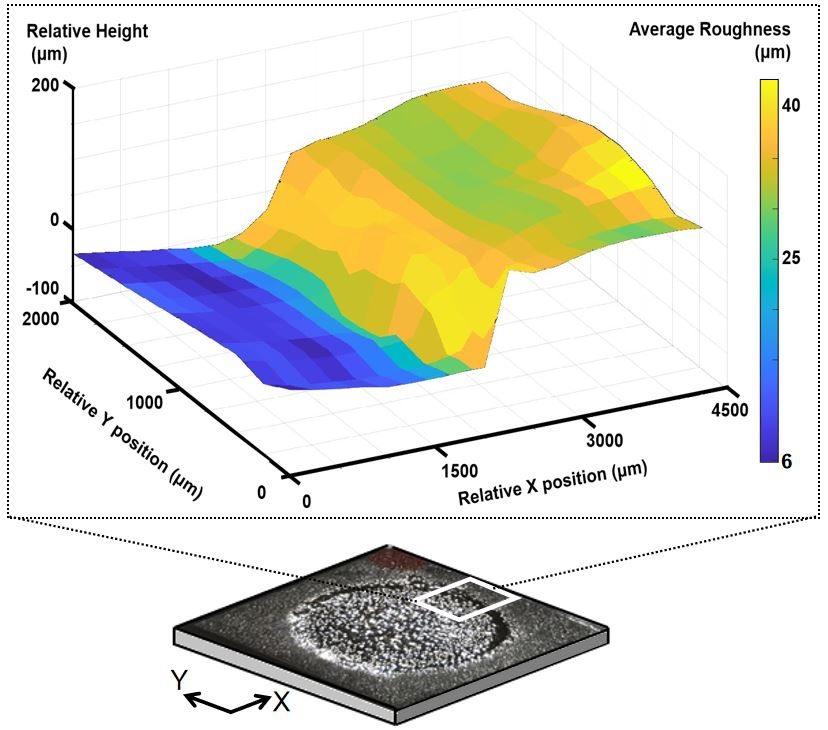 Relative Height
(µm)
Average Roughness
(µm)
200
0
-100
2000
1000
0
0
1500
3000
4500
40
25
6
Relative Y position (µm)
Relative X position (µm)
Y
X